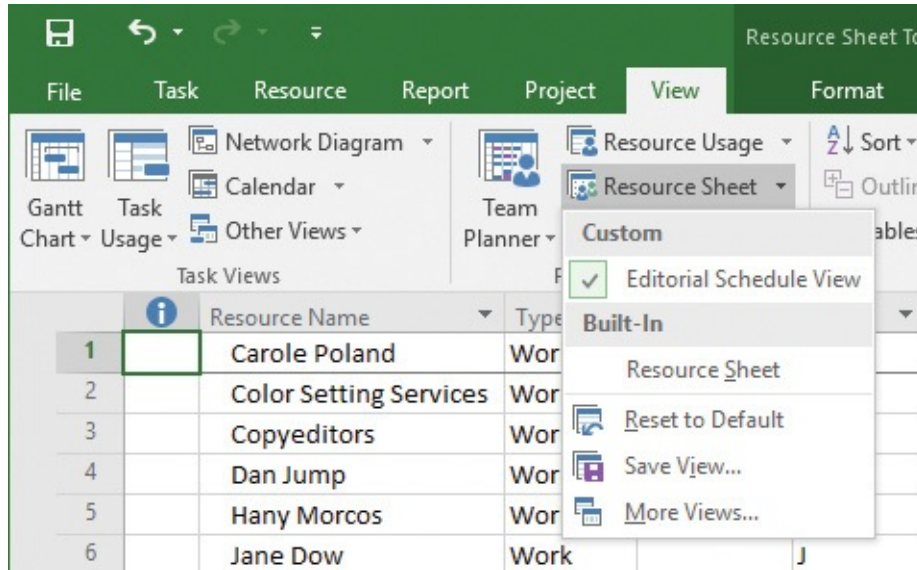 Resource Sheet To
File Task Resource Report Project View Format
Network Diagram Resource Usage Sort
Calendar Resource Sheet Outlin
Gantt Chart Task Usage Other Views Team Planner ables
Task Views
Custom
Editorial Schedule View
Built-In
Resource Sheet
Reset to Default
Save View...
More Views...
Resource Name Type
1 Carole Poland Wor
2 Color Setting Services Wor
3 Copyeditors Wor
4 Dan Jump Wor
5 Hany Morcos Wor
6 Jane Dow Work J